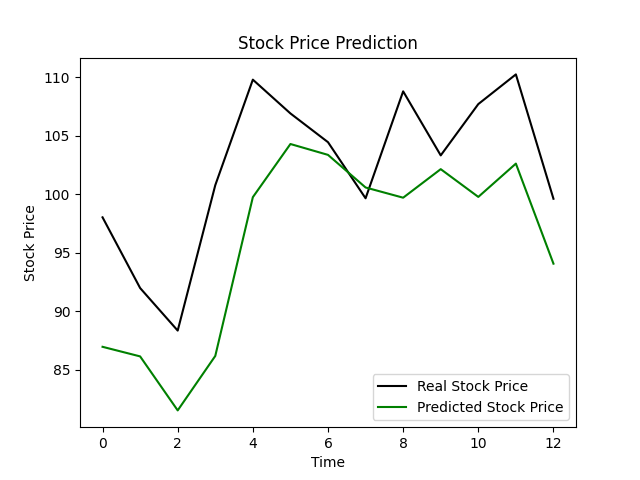 Stock Price Prediction
110
105
100
95
90
85
Stock Price
0 2 4 6 8 10 12
Time
Real Stock Price
Predicted Stock Price